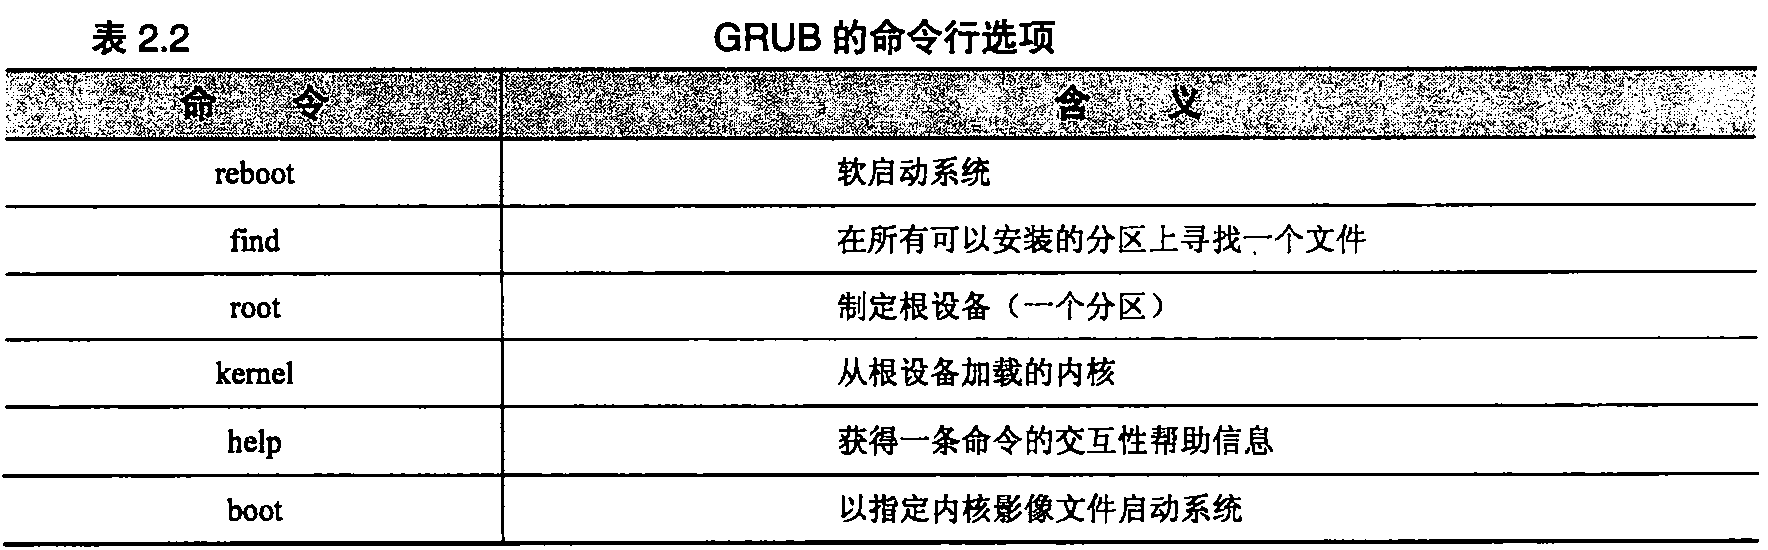 表 2.2 GRUB 的命令行选项
命 令 含 义
reboot 软启动系统
find 在所有可以安装的分区上寻找一个文件
root 制定根设备（一个分区）
kernel 从根设备加载的内核
help 获得一条命令的交互性帮助信息
boot 以指定内核影像文件启动系统